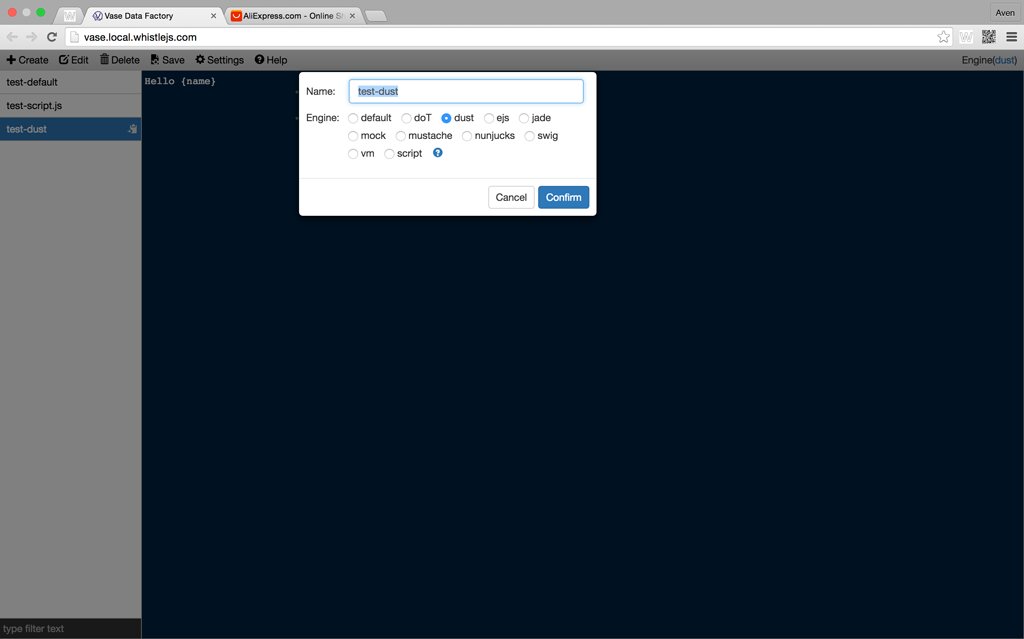 Vase Data Factory
AliExpress.com - Online Sh
Aven
vase.local.whistlejs.com
Create Edit Delete Save Settings Help Engine(dust)
test-default
test-script.js
test-dust
Hello {name}
Name: test-dust
Engine: default doT dust ejs jade
mock mustache nunjucks swig
vm script
Cancel Confirm
type filter text